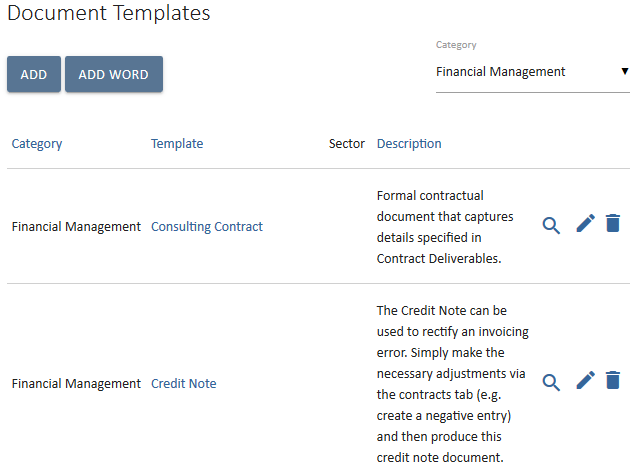 Document Templates
Category
ADD
ADD WORD
Financial Management
Category
Template
Sector
Description
Financial Management
Consulting Contract
Formal contractual
document that captures
details specified in
Contract Deliverables.
Financial Management
Credit Note
The Credit Note can be
used to rectify an invoicing
error. Simply make the
necessary adjustments via
the contracts tab (e.g.
create a negative entry)
and then produce this
credit note document.